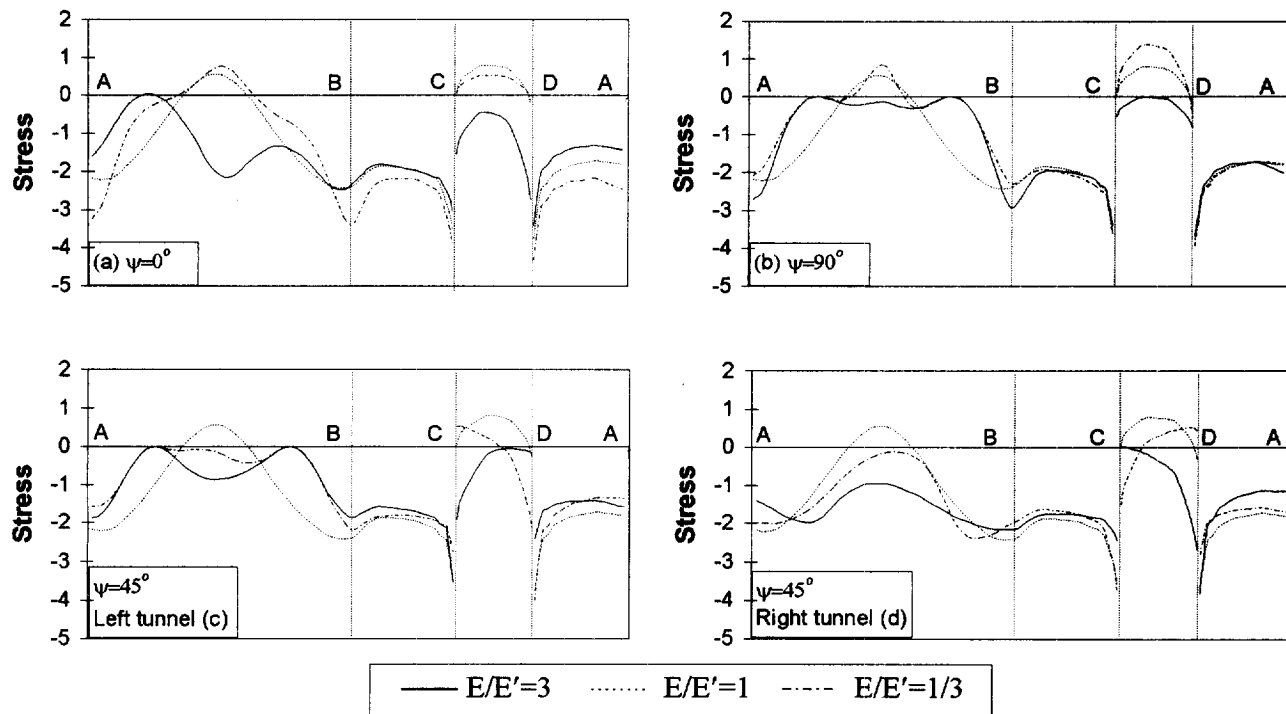 2
1
0
-1
-2
-3
-4
-5
Stress
A
B
C
D
A
(a) ψ=0°
2
1
0
-1
-2
-3
-4
-5
Stress
A
B
C
D
A
(b) ψ=90°
2
1
0
-1
-2
-3
-4
-5
Stress
A
B
C
D
A
ψ=45°
Left tunnel (c)
2
1
0
-1
-2
-3
-4
-5
Stress
A
B
C
D
A
ψ=45°
Right tunnel (d)
E/E′=3
E/E′=1
E/E′=1/3